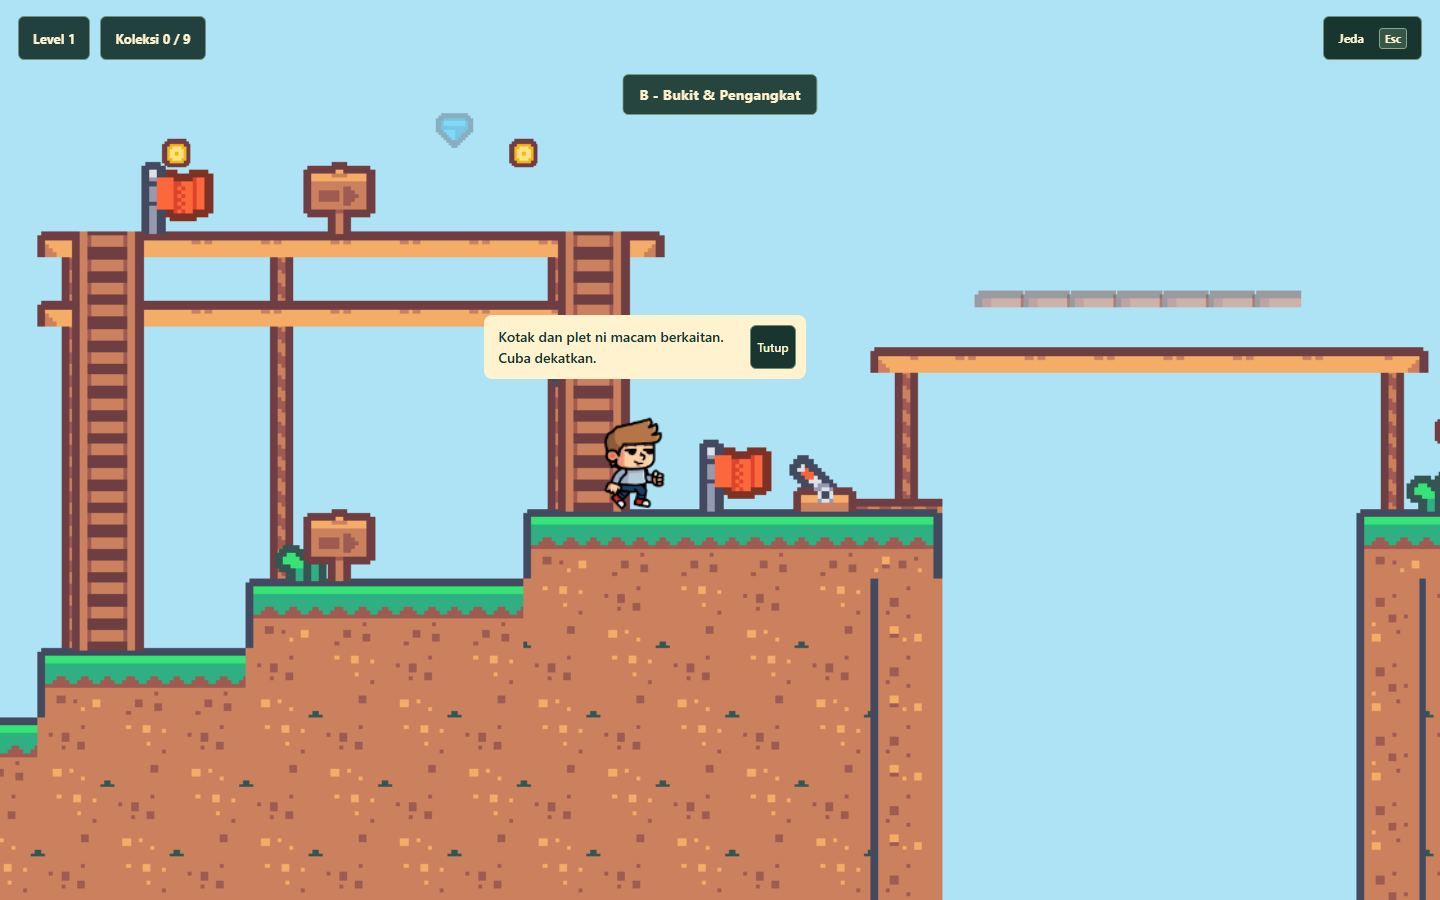 Level 1
Koleksi 0 / 9
Jeda Esc
B - Bukit & Pengangkat
Kotak dan plet ni macam berkaitan.
Cuba dekatkan.
Tutup